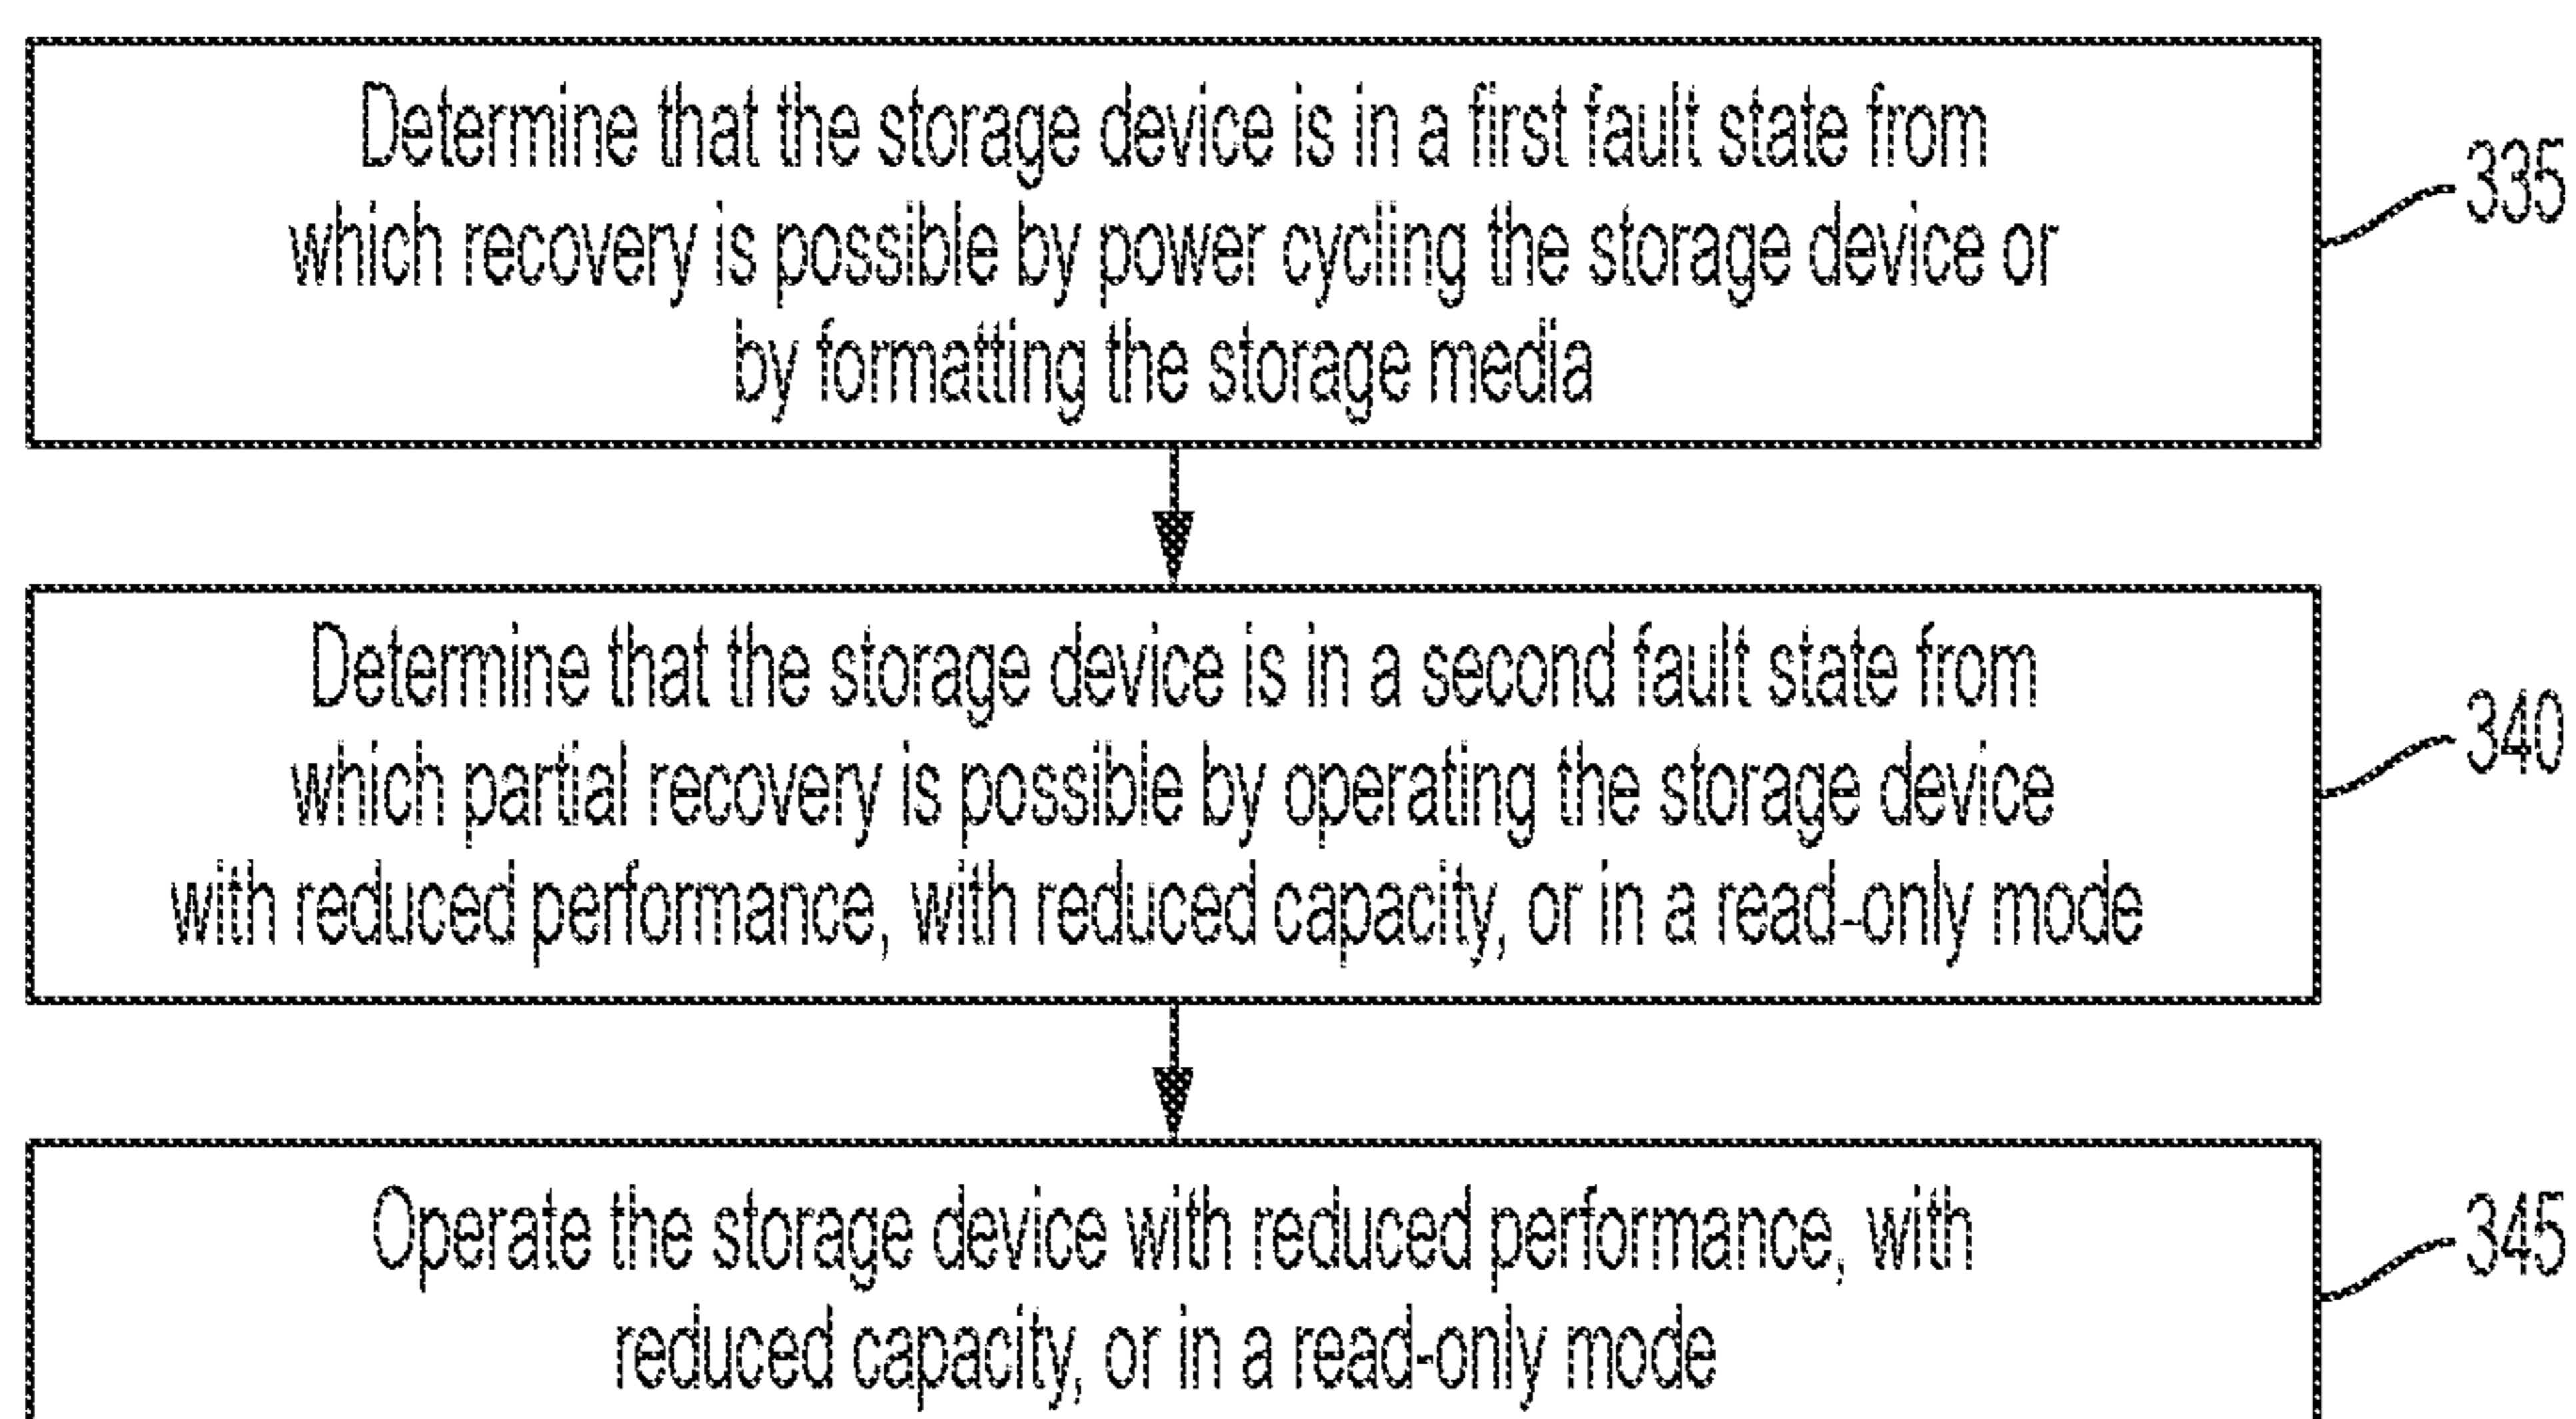 Determine that the storage device is in a first fault state from
which recovery is possible by power cycling the storage device or
by formatting the storage media
335
Determine that the storage device is in a second fault state from
which partial recovery is possible by operating the storage device
with reduced performance, with reduced capacity, or in a read-only mode
340
Operate the storage device with reduced performance, with
reduced capacity, or in a read-only mode
345